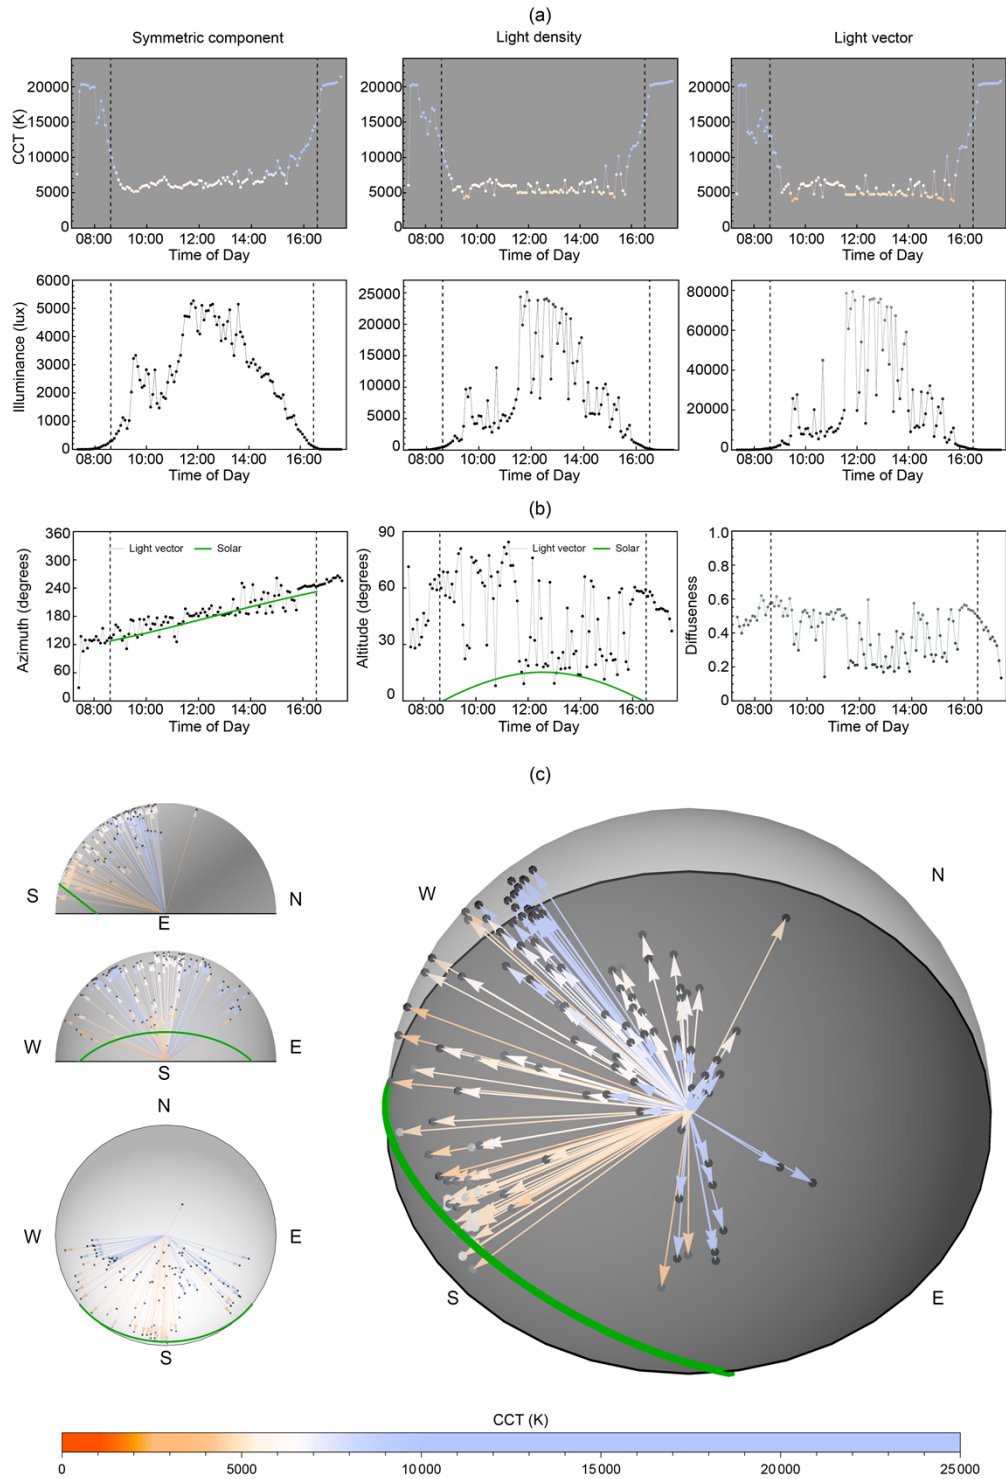 (a)
Symmetric component Light density Light vector
CCT (K)
20000 20000 20000
15000 15000 15000
10000 10000 10000
5000 5000 5000
0 0 0
08:00 10:00 12:00 14:00 16:00 08:00 10:00 12:00 14:00 16:00 08:00 10:00 12:00 14:00 16:00
Time of Day Time of Day Time of Day
Illuminance (lux)
6000 25000 80000
5000 20000 60000
4000 15000 40000
3000 10000 20000
2000 5000 0
1000 0
0
08:00 10:00 12:00 14:00 16:00 08:00 10:00 12:00 14:00 16:00 08:00 10:00 12:00 14:00 16:00
Time of Day Time of Day Time of Day
(b)
Azimuth (degrees)
360
300
240
180
120
60
0
Light vector Solar
08:00 10:00 12:00 14:00 16:00
Time of Day
Altitude (degrees)
90
60
30
0
Light vector Solar
08:00 10:00 12:00 14:00 16:00
Time of Day
Diffuseness
1.0
0.8
0.6
0.4
0.2
0
08:00 10:00 12:00 14:00 16:00
Time of Day
(c)
S E N
W S E
N
W E
S
W N
S E
CCT (K)
0 5000 10000 15000 20000 25000